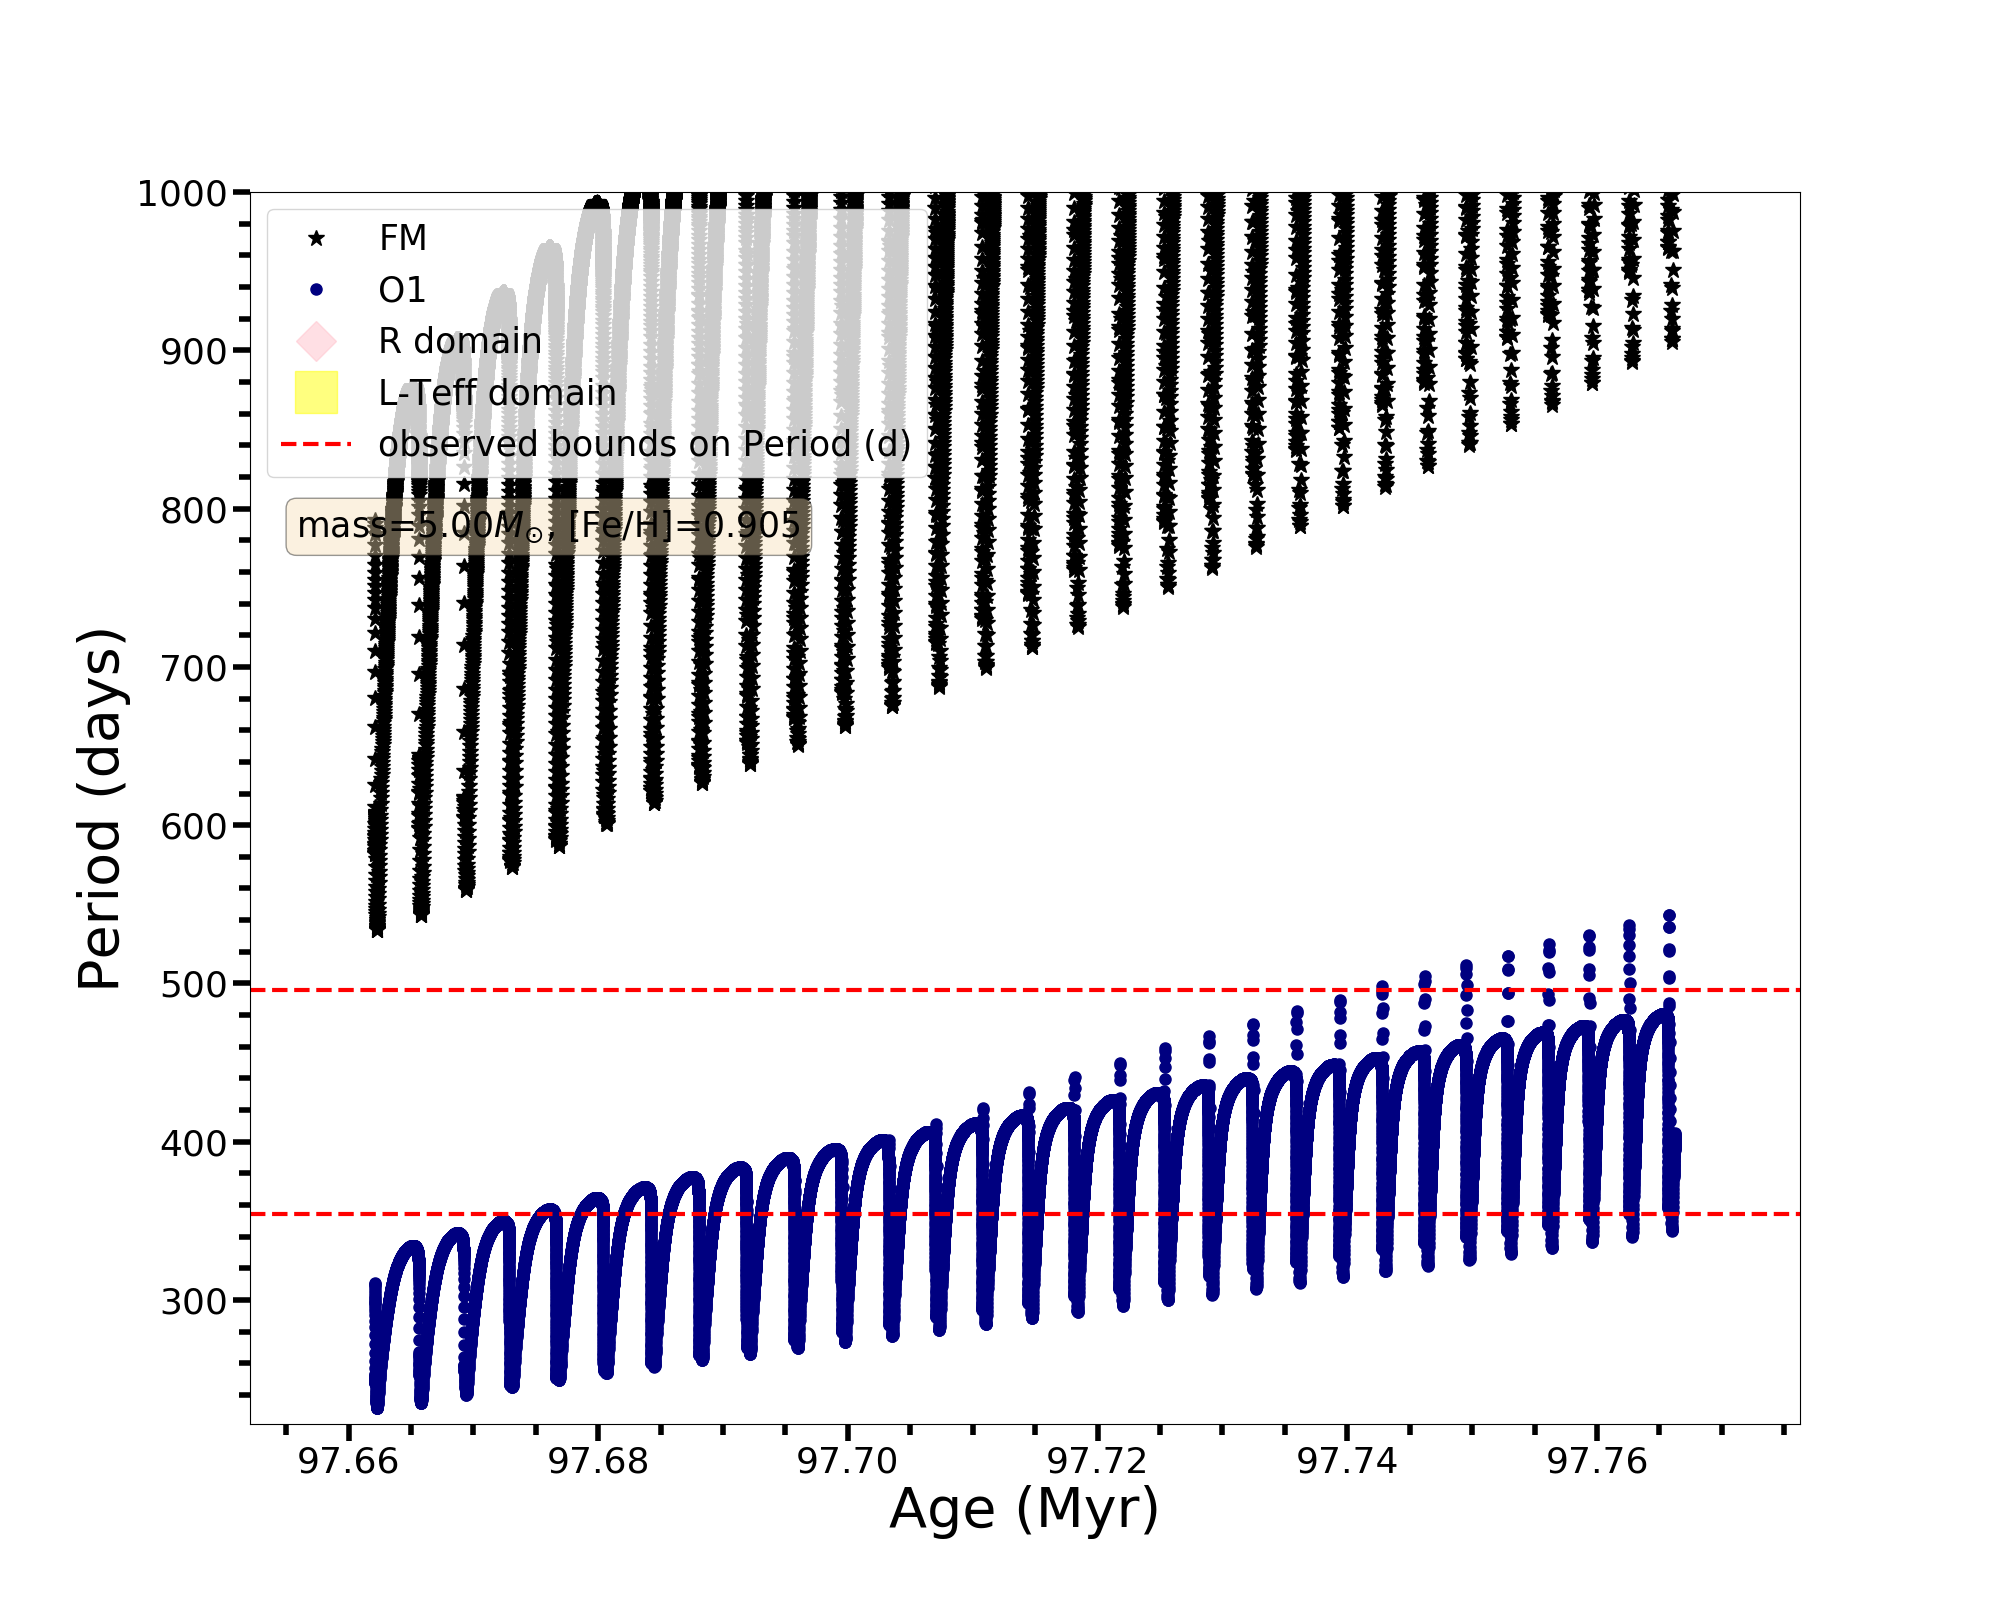 1000
900
800
700
600
500
400
300
Period (days)
FM
O1
R domain
L-Teff domain
observed bounds on Period (d)
mass=5.00M⊙, [Fe/H]=0.905
97.66 97.68 97.70 97.72 97.74 97.76
Age (Myr)